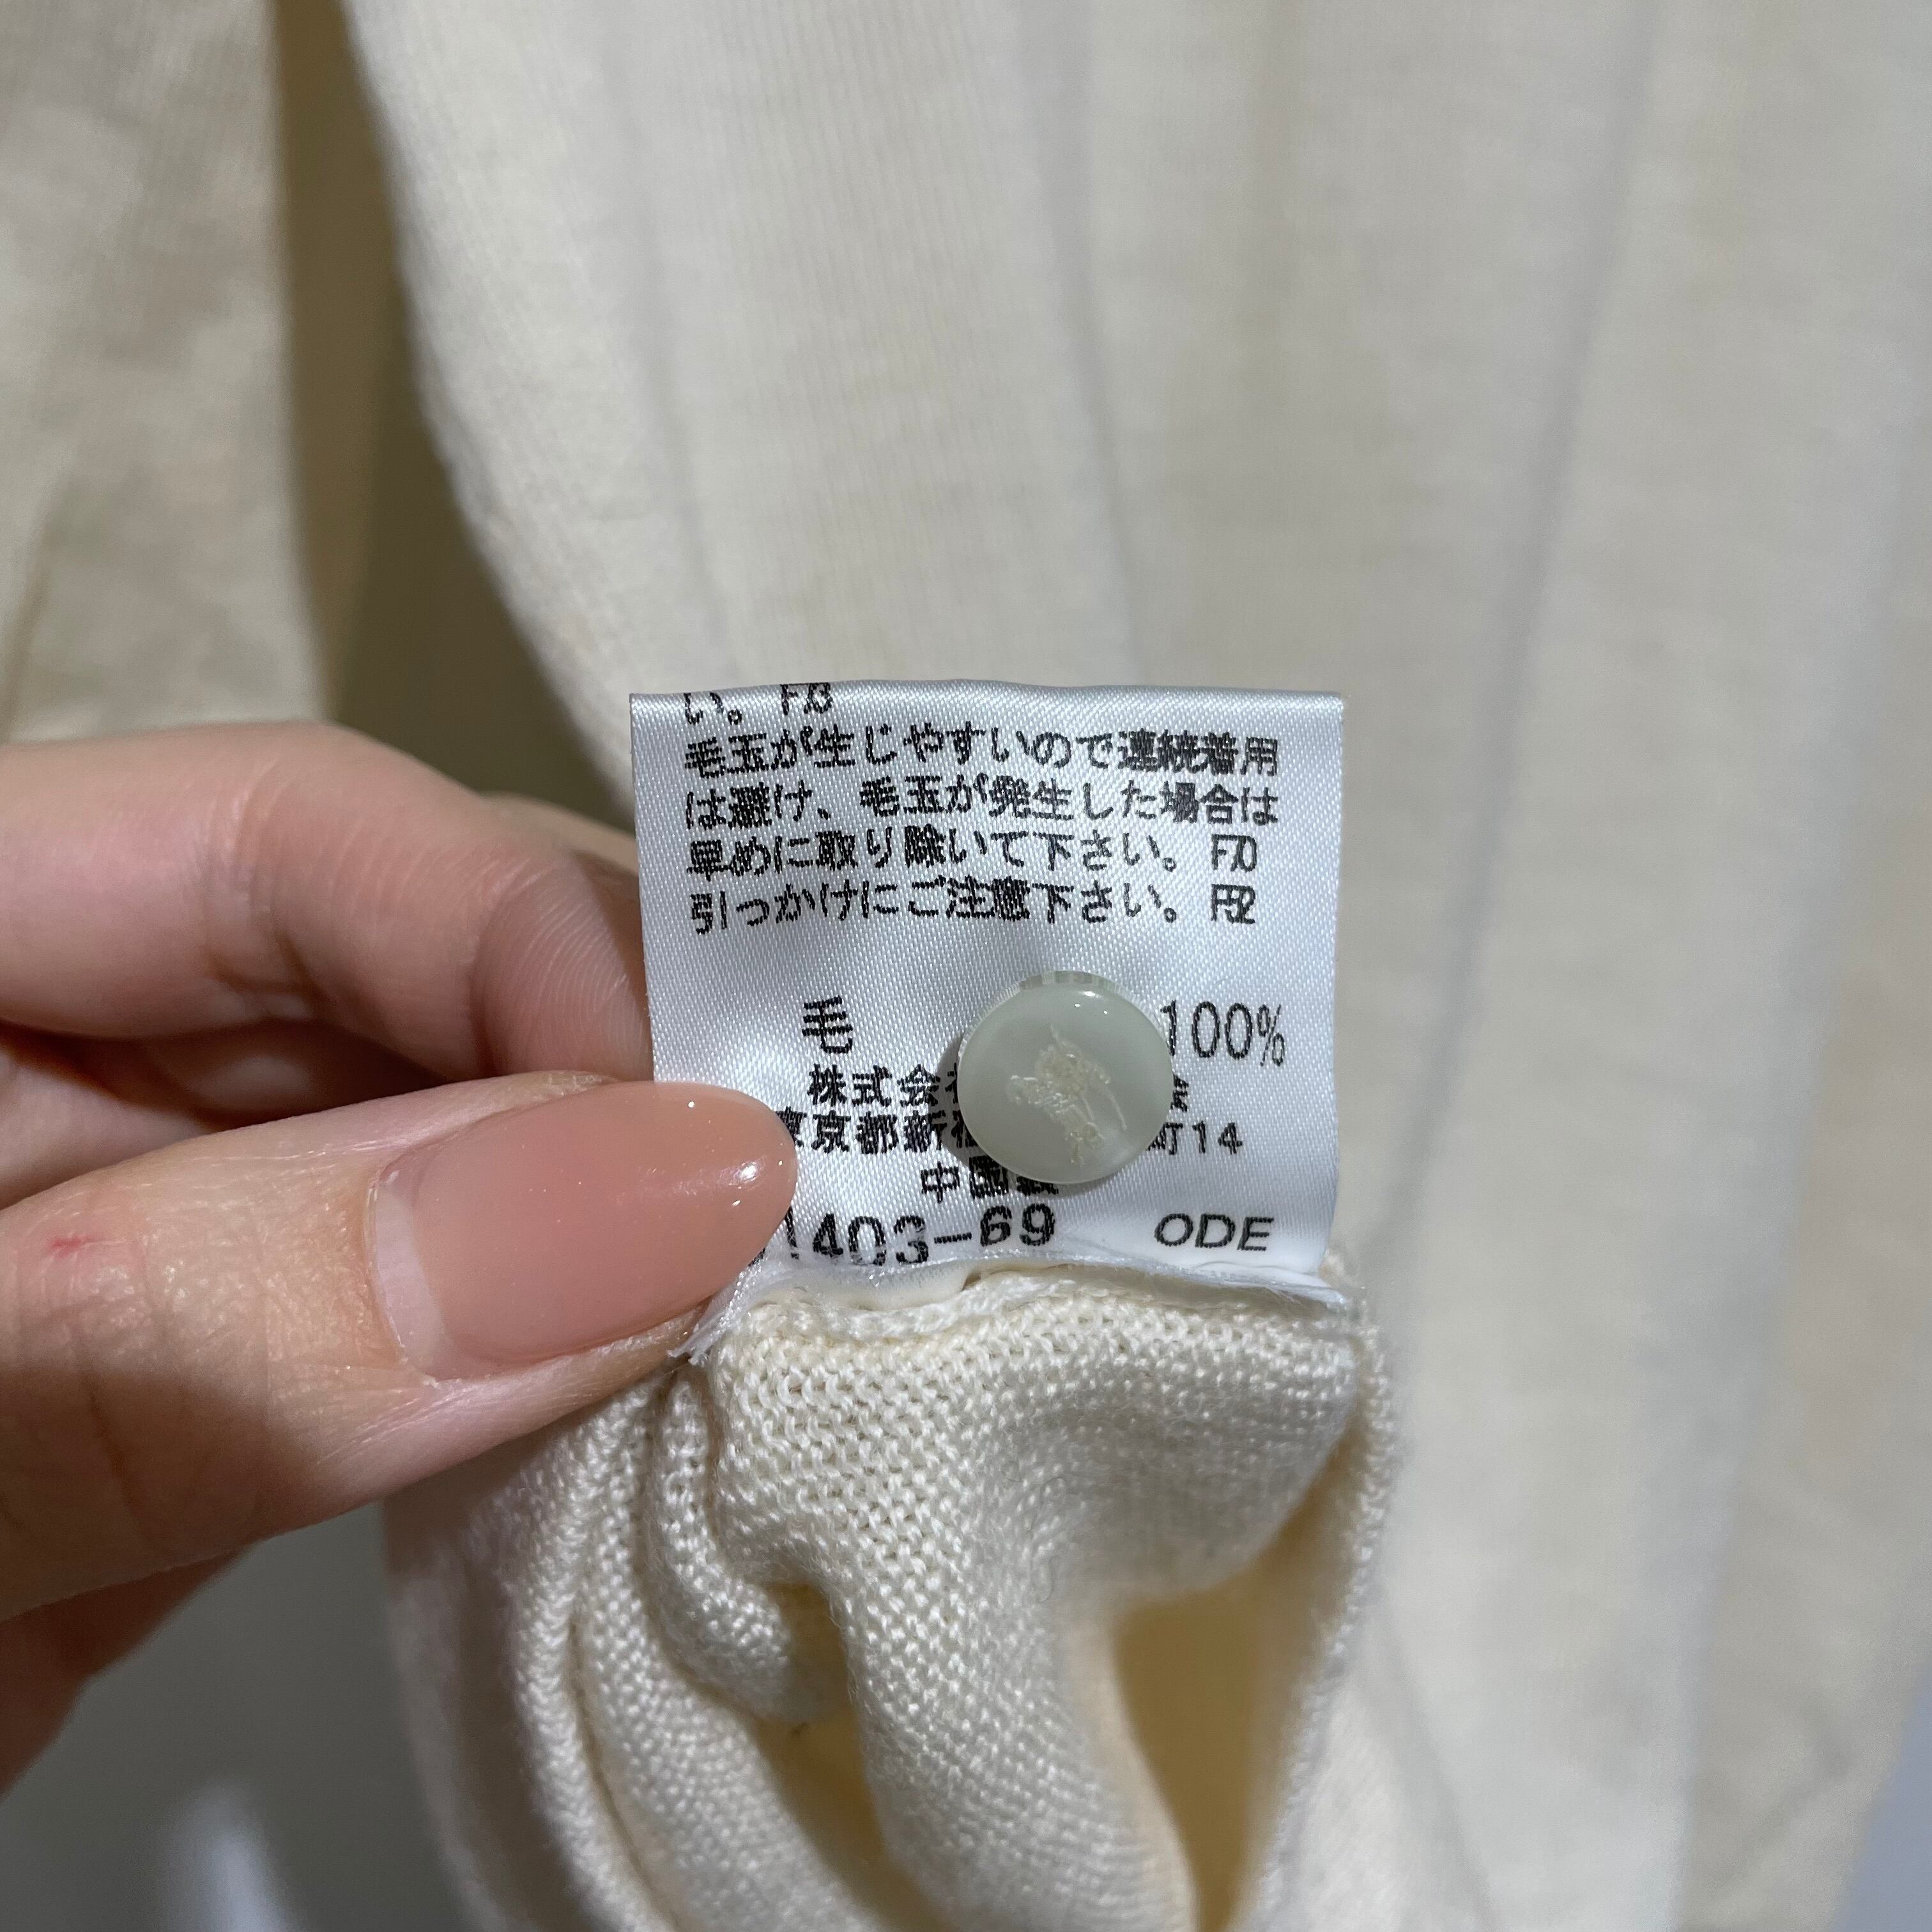 い。 F73
毛玉が生じやすいので連続着用
は避け、毛玉が発生した場合は
早めに取り除いて下さい。 F70
引っかけにご注意下さい。 F52
毛 100%
株式会
京都新 町14
中国製
1403-69 ODE